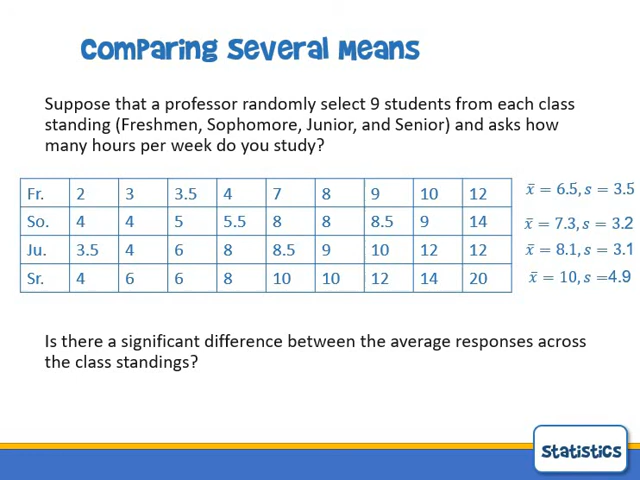 Comparing Several Means
Suppose that a professor randomly select 9 students from each class
standing (Freshmen, Sophomore, Junior, and Senior) and asks how
many hours per week do you study?
Fr. 2 3 3.5 4 7 8 9 10 12 x̄ = 6.5, s = 3.5
So. 4 4 5 5.5 8 8 8.5 9 14 x̄ = 7.3, s = 3.2
Ju. 3.5 4 6 8 8.5 9 10 12 12 x̄ = 8.1, s = 3.1
Sr. 4 6 6 8 10 10 12 14 20 x̄ = 10, s =4.9
Is there a significant difference between the average responses across
the class standings?
Statistics